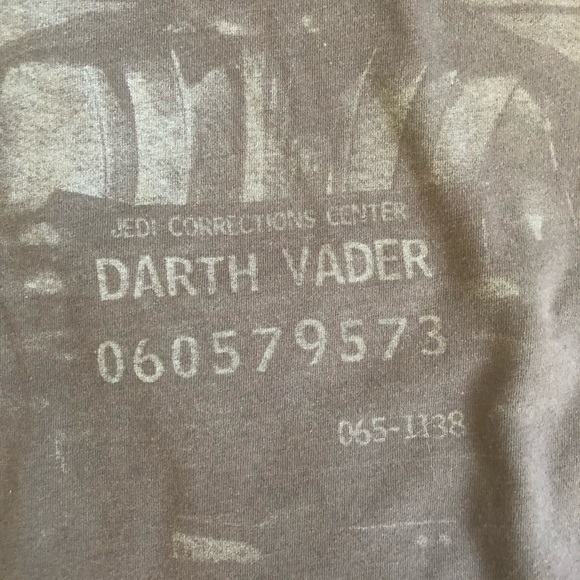 JEDI CORRECTIONS CENTER
DARTH VADER
060579573
065-1138